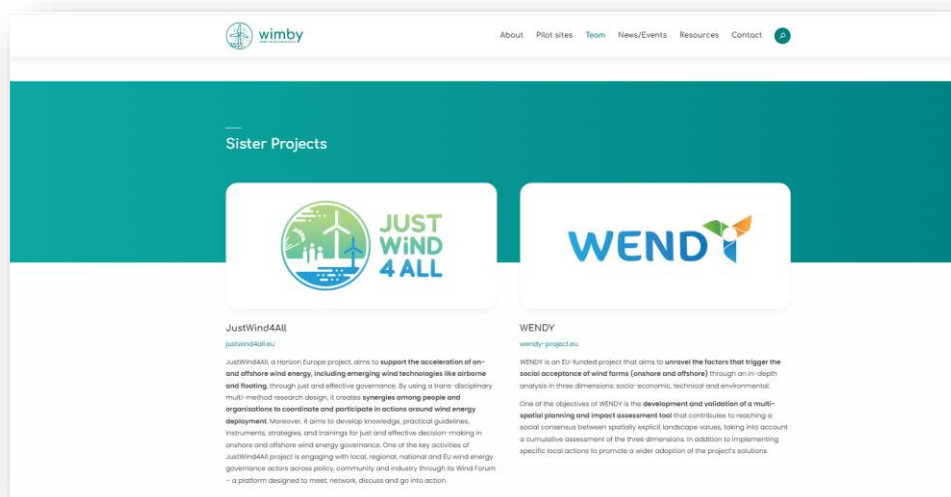 wimby
About Pilot sites Team News/Events Resources Contact
Sister Projects
JUST
WiND
4 ALL
WENDY
JustWind4All
justwind4all.eu
JustWind4All, a Horizon Europe project, aims to support the acceleration of on-
and offshore wind energy, including emerging wind technologies like airborne
and floating, through just and effective governance. By using a trans-disciplinary
multi-method research design, it creates synergies among people and
organisations to coordinate and participate in actions around wind energy
deployment. Moreover, it aims to develop knowledge, practical guidelines,
instruments, strategies, and trainings for just and effective decision-making in
onshore and offshore wind energy governance. One of the key activities of
JustWind4All project is engaging with local, regional, national and EU wind energy
governance actors across policy, community and industry through its Wind Forum
– a platform designed to meet, network, discuss and go into action.
WENDY
wendy-project.eu
WENDY is an EU-funded project that aims to unravel the factors that trigger the
social acceptance of wind farms (onshore and offshore) through an in-depth
analysis in three dimensions: socio-economic, technical and environmental.
One of the objectives of WENDY is the development and validation of a multi-
spatial planning and impact assessment tool that contributes to reaching a
social consensus between spatially explicit landscape values, taking into account
a cumulative assessment of the three dimensions. In addition to implementing
specific local actions to promote a wider adoption of the project's solutions.